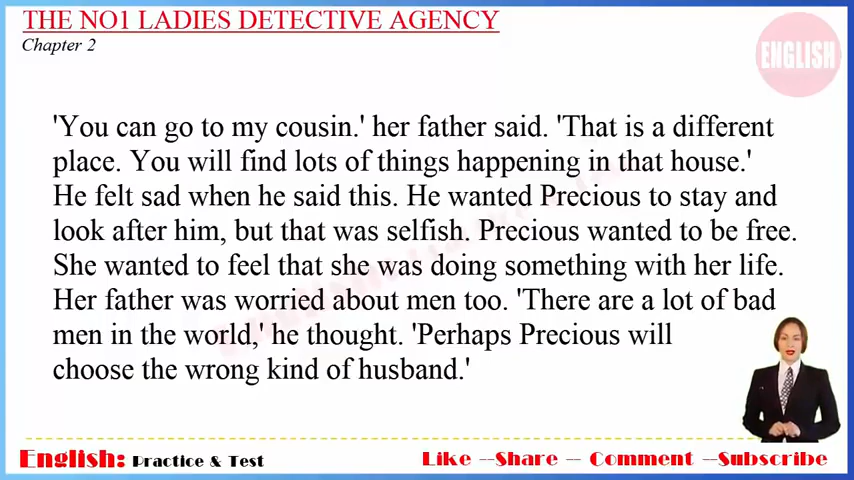 THE NO1 LADIES DETECTIVE AGENCY
Chapter 2
ENGLISH
'You can go to my cousin.' her father said. 'That is a different
place. You will find lots of things happening in that house.'
He felt sad when he said this. He wanted Precious to stay and
look after him, but that was selfish. Precious wanted to be free.
She wanted to feel that she was doing something with her life.
Her father was worried about men too. 'There are a lot of bad
men in the world,' he thought. 'Perhaps Precious will
choose the wrong kind of husband.'
English: Practice & Test
Like --Share -- Comment --Subscribe